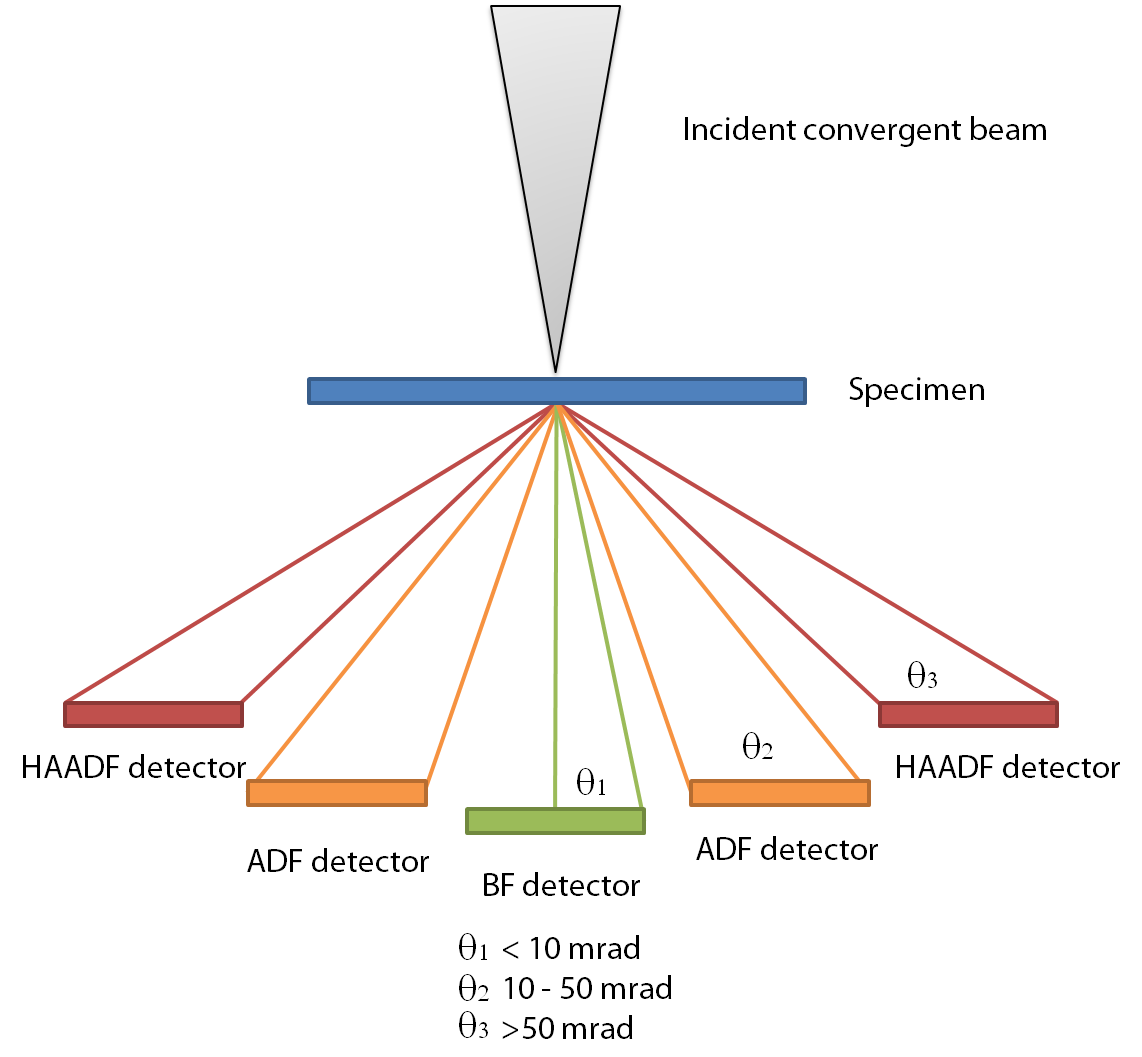 Incident convergent beam
Specimen
θ3
HAADF detector
θ2
HAADF detector
θ1
ADF detector
ADF detector
BF detector
θ1 < 10 mrad
θ2 10 - 50 mrad
θ3 >50 mrad